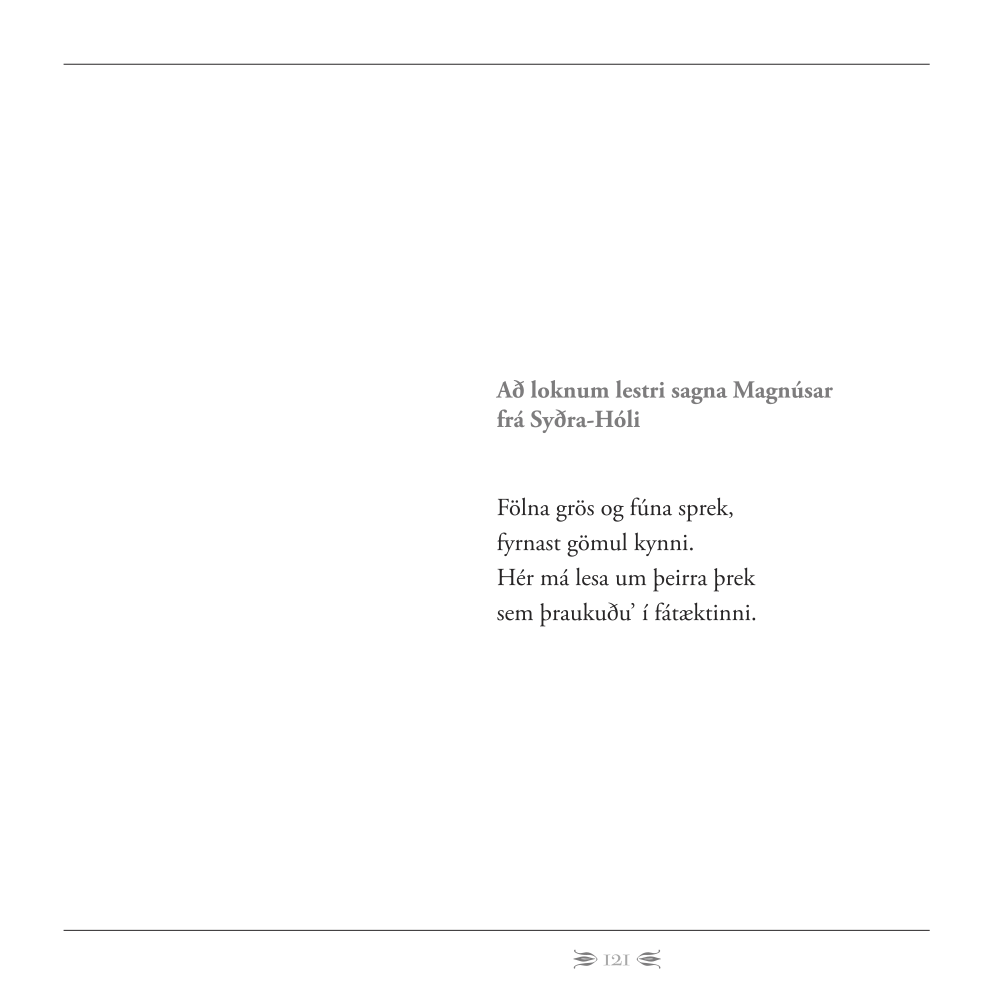 Að loknum lestri sagna Magnúsar
frá Syðra-Hóli
Fölna grös og fúna sprek,
fyrnast gömul kynni.
Hér má lesa um þeirra þrek
sem þraukuðu’ í fátæktinni.
121